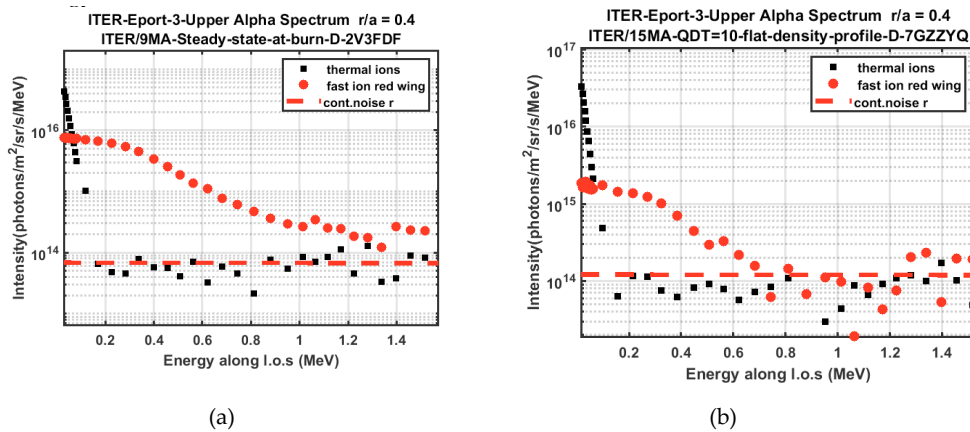 ITER-Eport-3-Upper Alpha Spectrum r/a = 0.4
ITER/9MA-Steady-state-at-burn-D-2V3FDF
thermal ions
fast ion red wing
cont.noise r
10^16
10^14
Intensity(photons/m^2/sr/s/MeV)
0.2 0.4 0.6 0.8 1 1.2 1.4
Energy along l.o.s (MeV)
(a)
ITER-Eport-3-Upper Alpha Spectrum r/a = 0.4
ITER/15MA-QDT=10-flat-density-profile-D-7GZZYQ
thermal ions
fast ion red wing
cont.noise r
10^17
10^16
10^15
10^14
Intensity(photons/m^2/sr/s/MeV)
0.2 0.4 0.6 0.8 1 1.2 1.4
Energy along l.o.s (MeV)
(b)